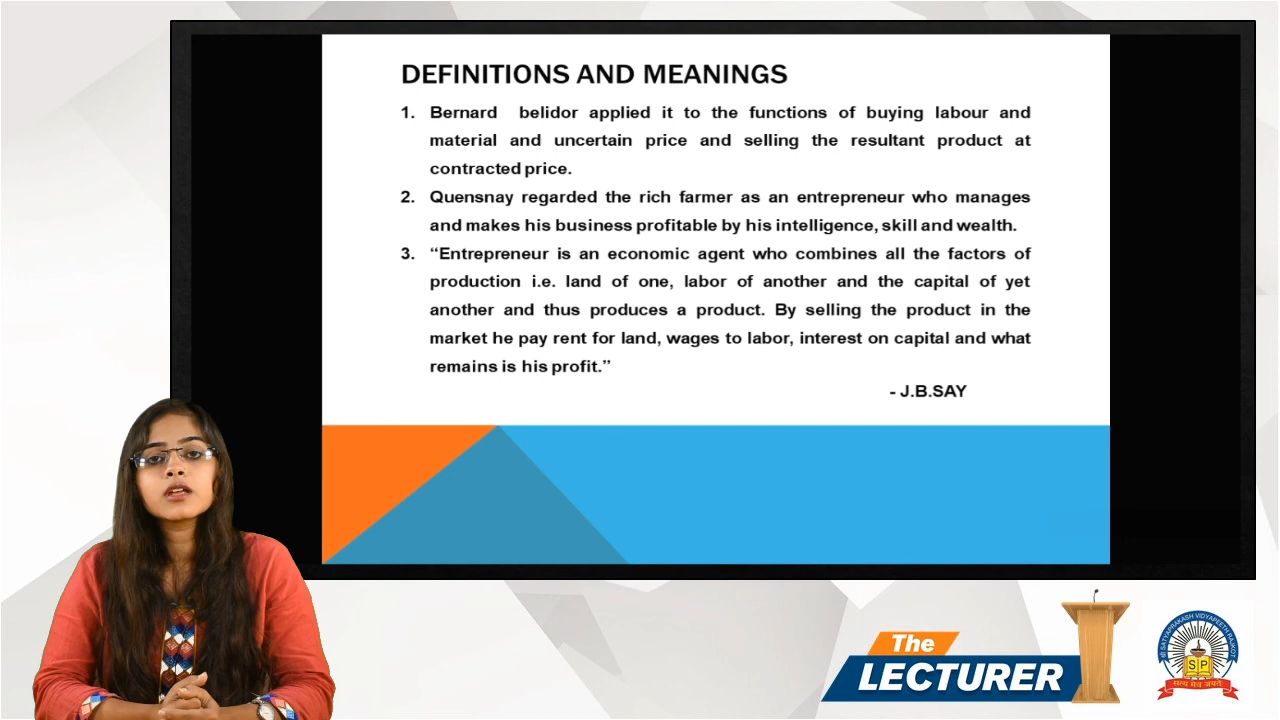 DEFINITIONS AND MEANINGS
1. Bernard belidor applied it to the functions of buying labour and
material and uncertain price and selling the resultant product at
contracted price.
2. Quensnay regarded the rich farmer as an entrepreneur who manages
and makes his business profitable by his intelligence, skill and wealth.
3. “Entrepreneur is an economic agent who combines all the factors of
production i.e. land of one, labor of another and the capital of yet
another and thus produces a product. By selling the product in the
market he pay rent for land, wages to labor, interest on capital and what
remains is his profit.”
- J.B.SAY
The
LECTURER
SATYAPRAKASH VIDYAPEETH RAJKOT
SP
सत्य मेव जयते